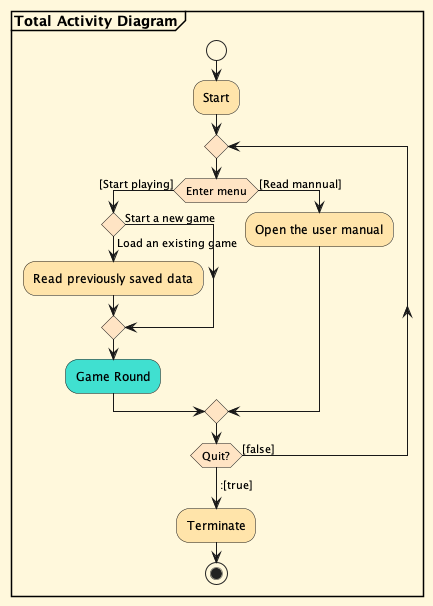 Total Activity Diagram
Start
Enter menu
[Start playing]
[Read mannual]
Start a new game
Load an existing game
Open the user manual
Read previously saved data
Game Round
Quit?
[false]
:[true]
Terminate